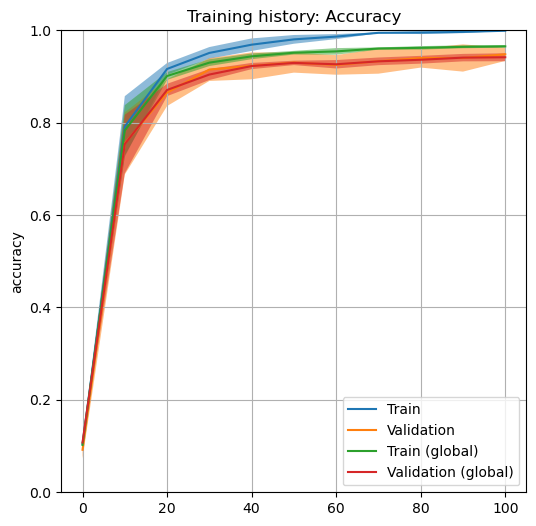 Training history: Accuracy
accuracy
1.0
0.8
0.6
0.4
0.2
0.0
0 20 40 60 80 100
Train
Validation
Train (global)
Validation (global)